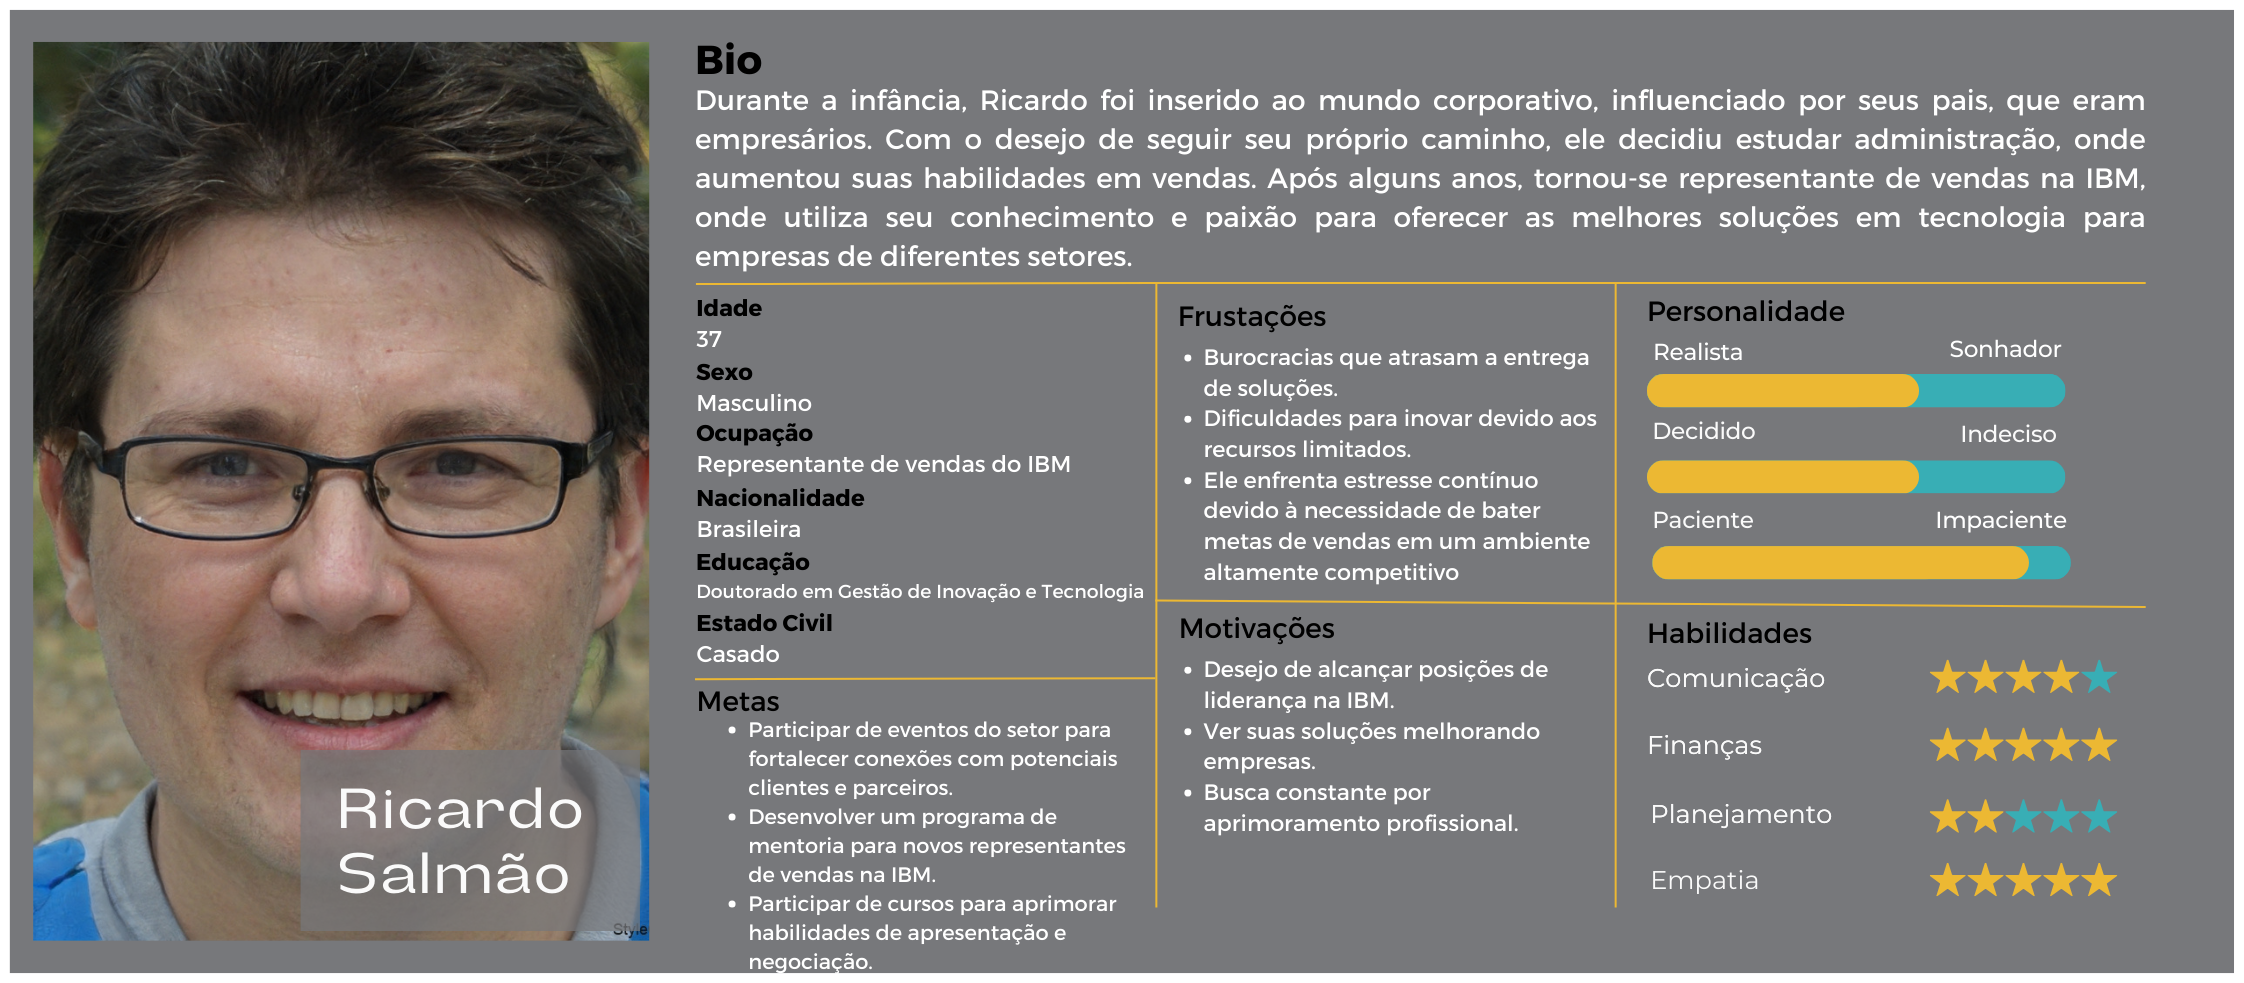 Bio
Durante a infância, Ricardo foi inserido ao mundo corporativo, influenciado por seus pais, que eram
empresários. Com o desejo de seguir seu próprio caminho, ele decidiu estudar administração, onde
aumentou suas habilidades em vendas. Após alguns anos, tornou-se representante de vendas na IBM,
onde utiliza seu conhecimento e paixão para oferecer as melhores soluções em tecnologia para
empresas de diferentes setores.
Idade
37
Sexo
Masculino
Ocupação
Representante de vendas do IBM
Nacionalidade
Brasileira
Educação
Doutorado em Gestão de Inovação e Tecnologia
Estado Civil
Casado
Metas
• Participar de eventos do setor para
fortalecer conexões com potenciais
clientes e parceiros.
• Desenvolver um programa de
mentoria para novos representantes
de vendas na IBM.
• Participar de cursos para aprimorar
habilidades de apresentação e
negociação.
Frustações
• Burocracias que atrasam a entrega
de soluções.
• Dificuldades para inovar devido aos
recursos limitados.
• Ele enfrenta estresse contínuo
devido à necessidade de bater
metas de vendas em um ambiente
altamente competitivo
Motivações
• Desejo de alcançar posições de
liderança na IBM.
• Ver suas soluções melhorando
empresas.
• Busca constante por
aprimoramento profissional.
Personalidade
Realista Sonhador
Decidido Indeciso
Paciente Impaciente
Habilidades
Comunicação
Finanças
Planejamento
Empatia
Ricardo
Salmão
Style